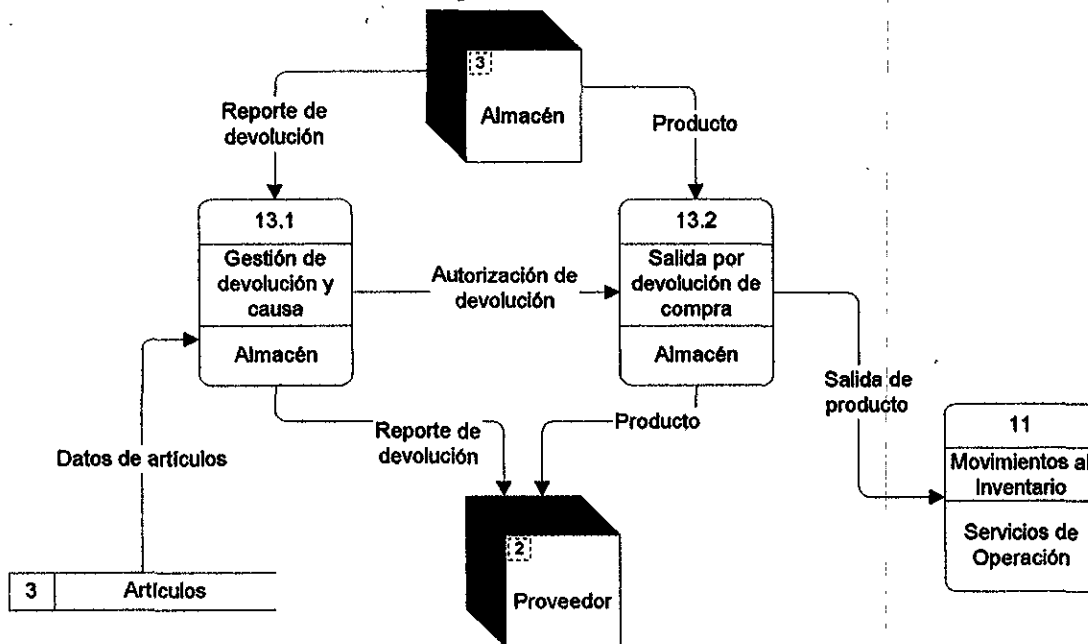 3
Almacén
Reporte de
devolución
Producto
13.1
Gestión de
devolución y
causa
Almacén
Autorización de
devolución
13.2
Salida por
devolución de
compra
Almacén
Salida de
producto
11
Movimientos al
Inventario
Servicios de
Operación
Datos de artículos
Reporte de
devolución
Producto
3 Artículos
2
Proveedor